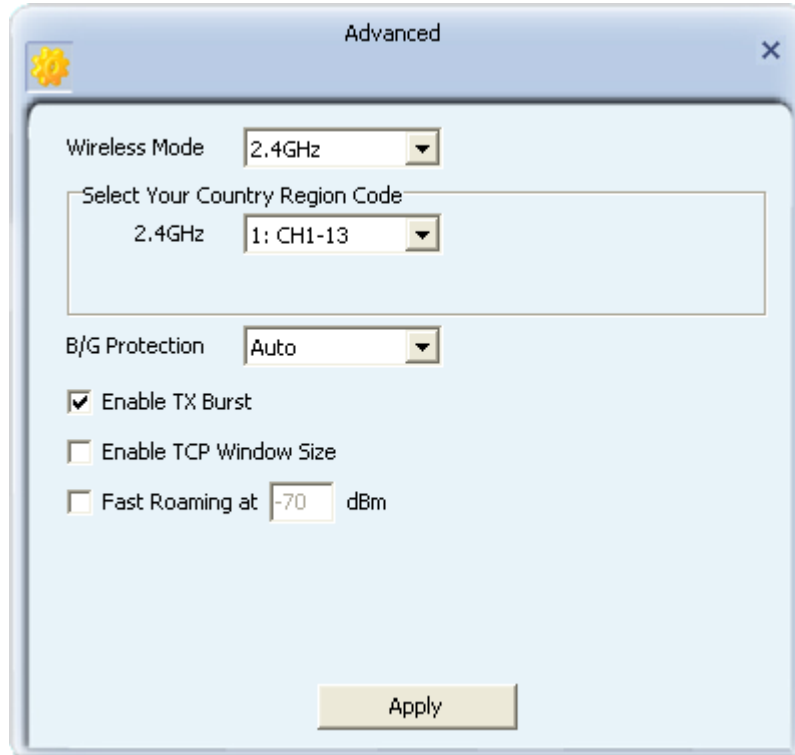 Advanced
Wireless Mode 2.4GHz
Select Your Country Region Code
2.4GHz 1: CH1-13
B/G Protection Auto
Enable TX Burst
Enable TCP Window Size
Fast Roaming at -70 dBm
Apply